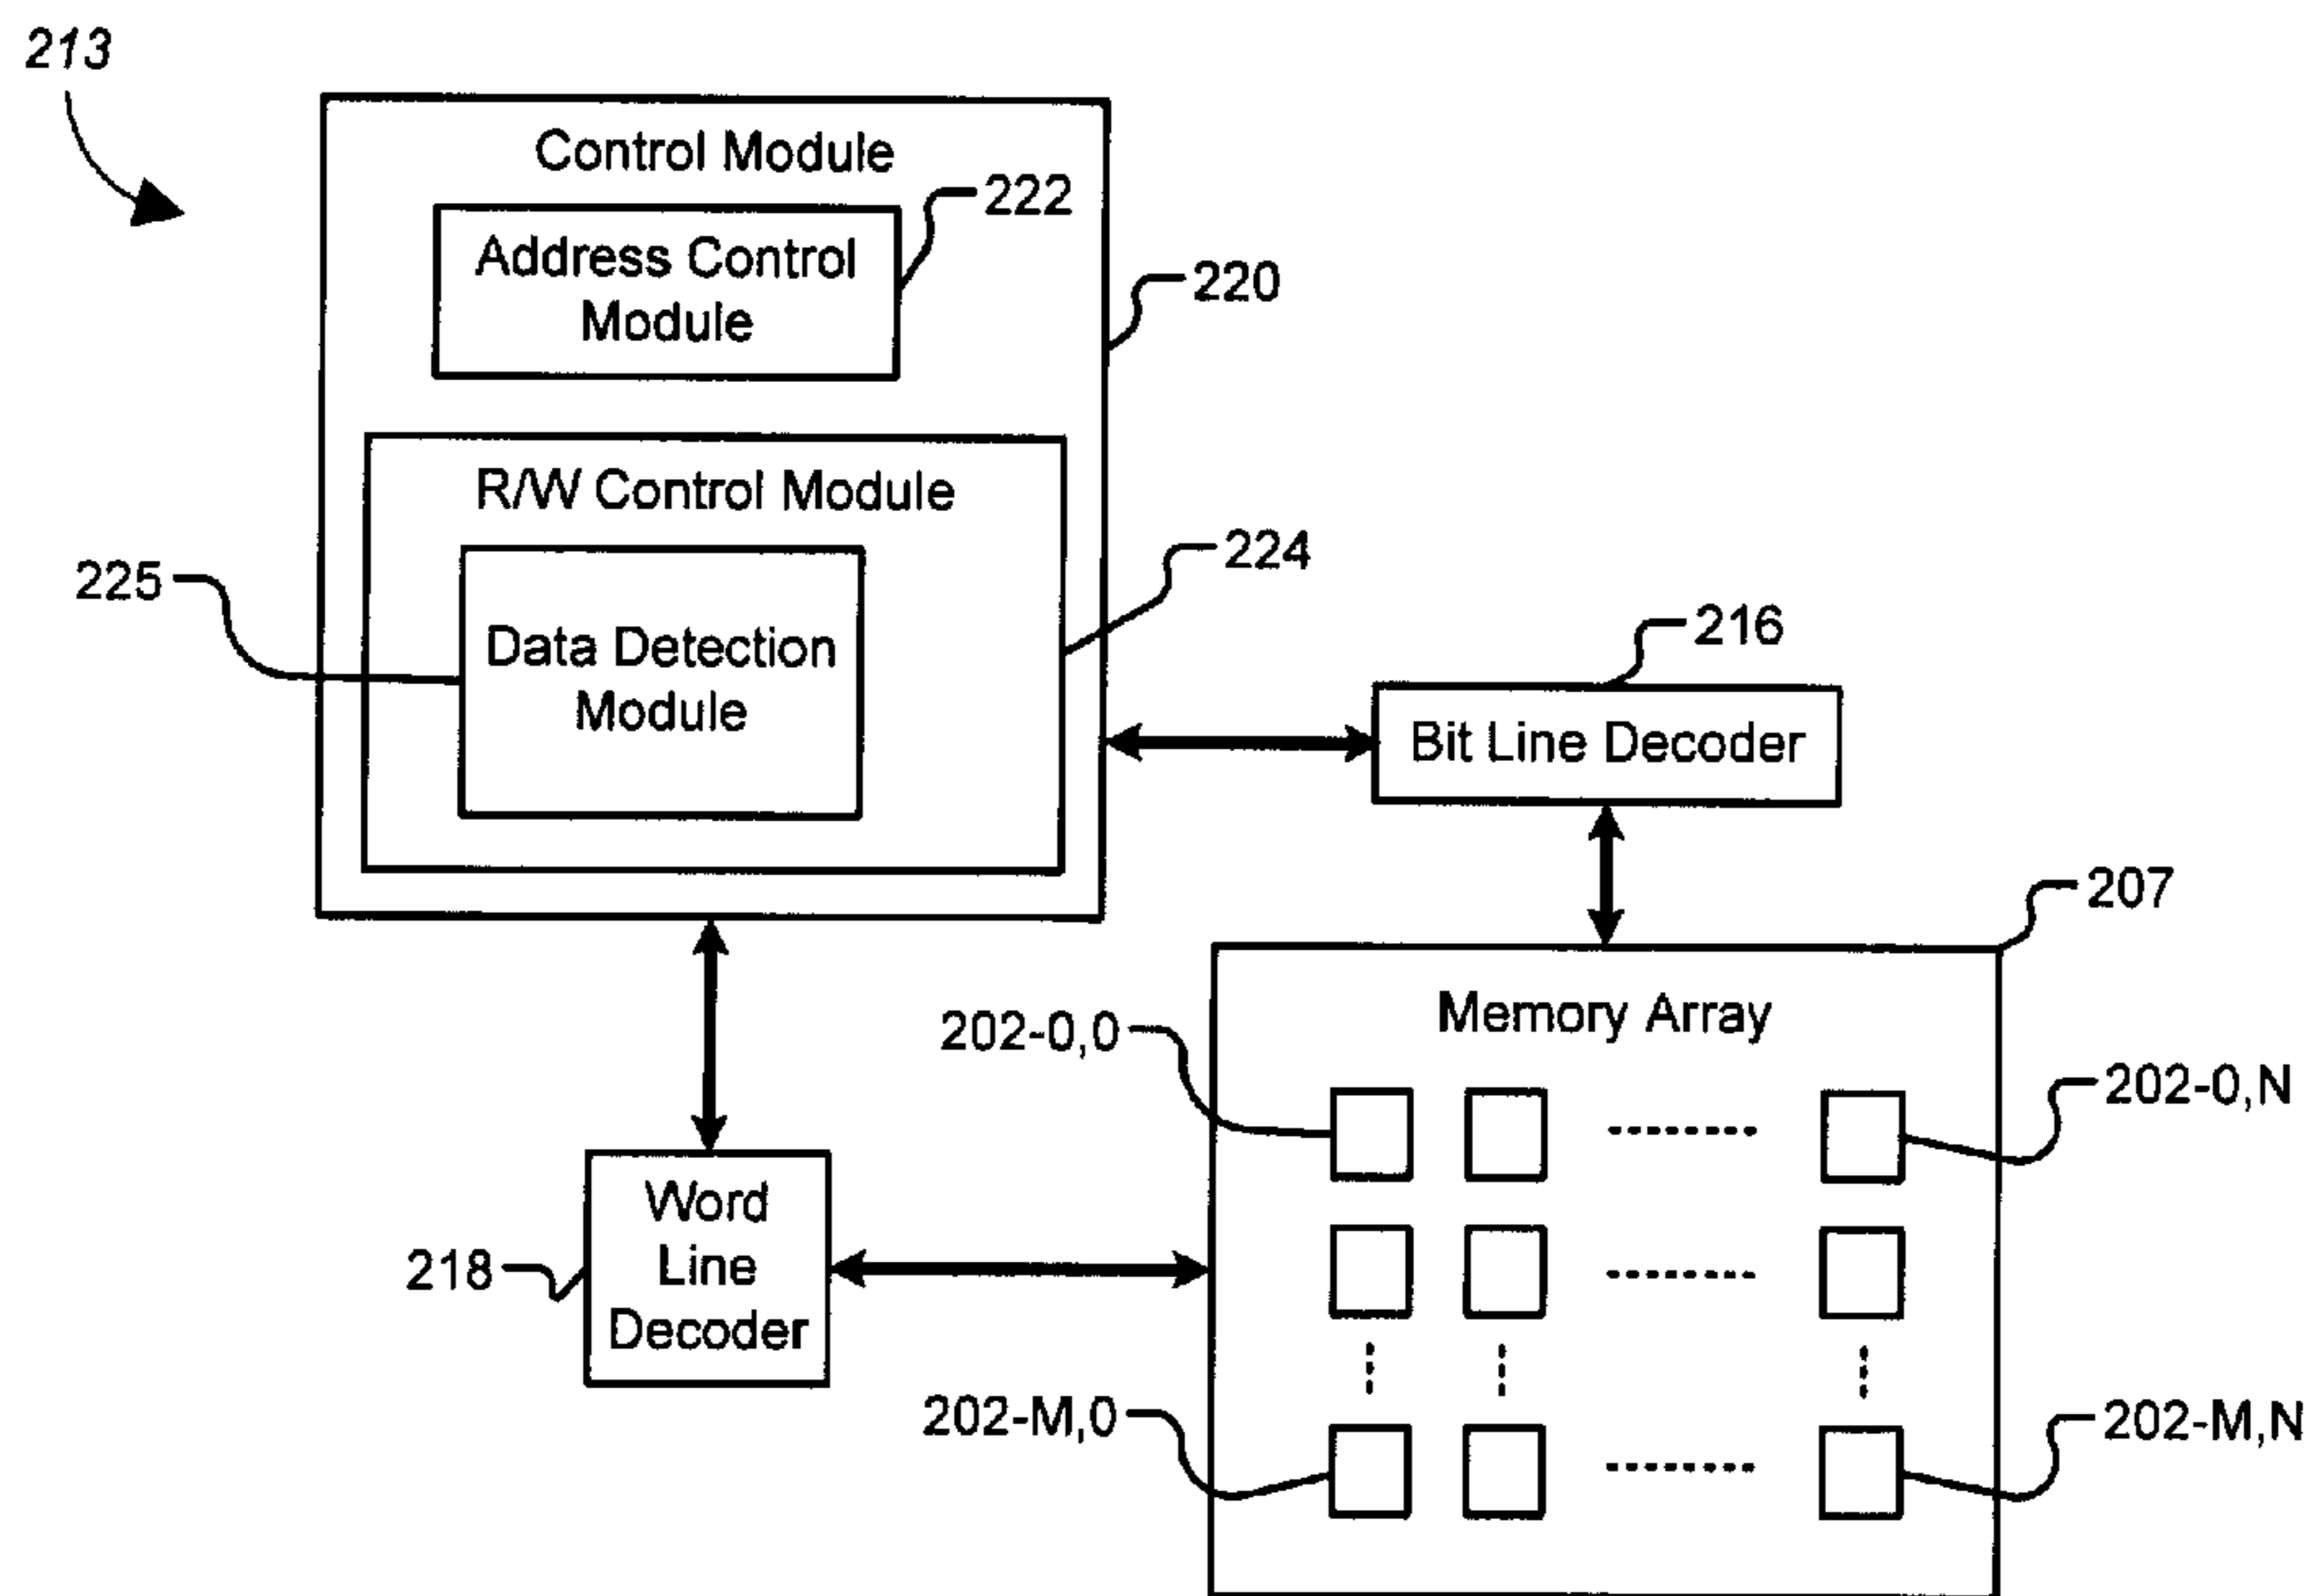 213
Control Module
222
Address Control
Module
220
R/W Control Module
224
225
Data Detection
Module
216
Bit Line Decoder
207
Memory Array
202-0,0
202-0,N
Word
Line
Decoder
218
202-M,0
202-M,N